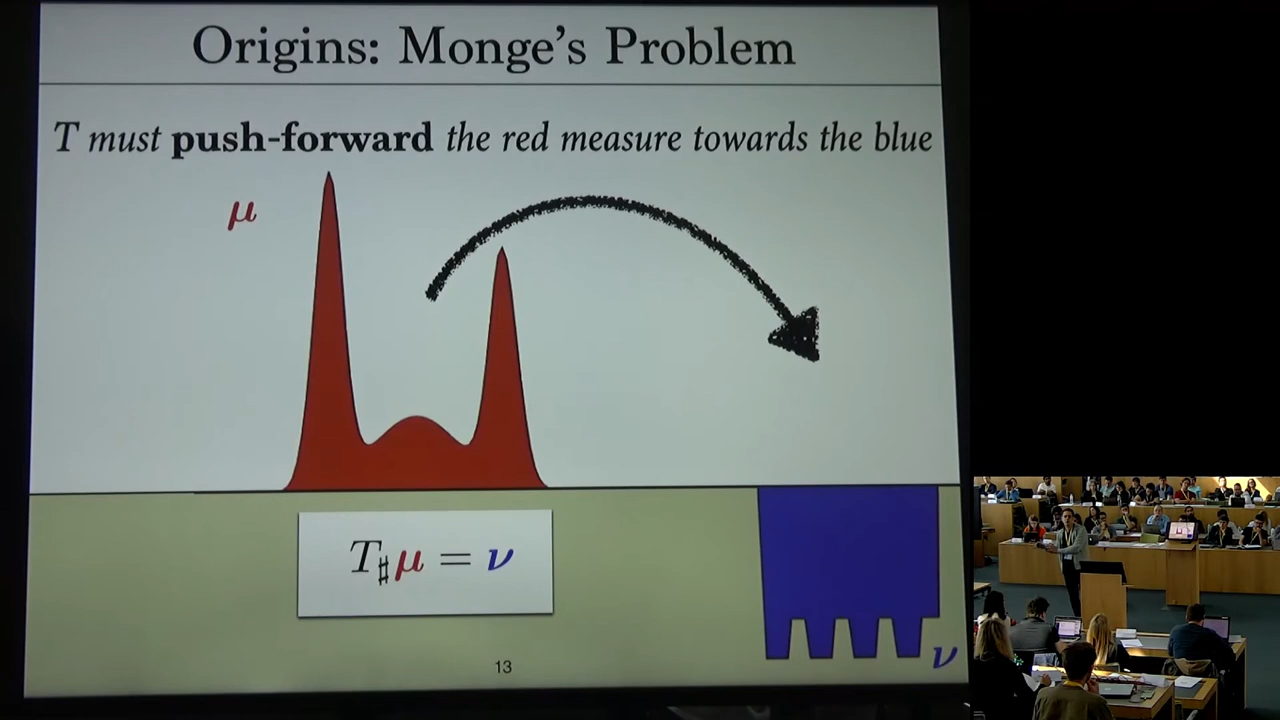 Origins: Monge's Problem
T must push-forward the red measure towards the blue
μ
T♯μ = ν
ν
13